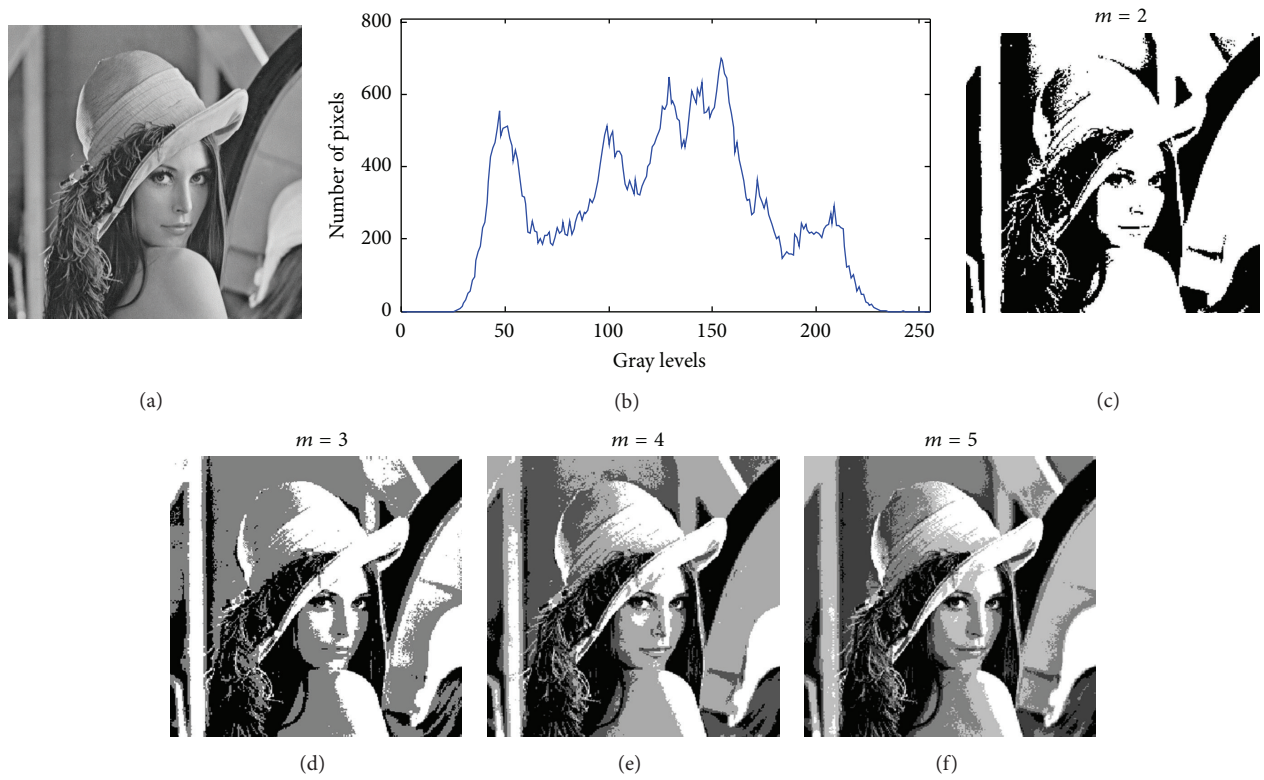 800
600
400
200
0
Number of pixels
0 50 100 150 200 250
Gray levels
m = 2
(a)
(b)
(c)
m = 3
m = 4
m = 5
(d)
(e)
(f)